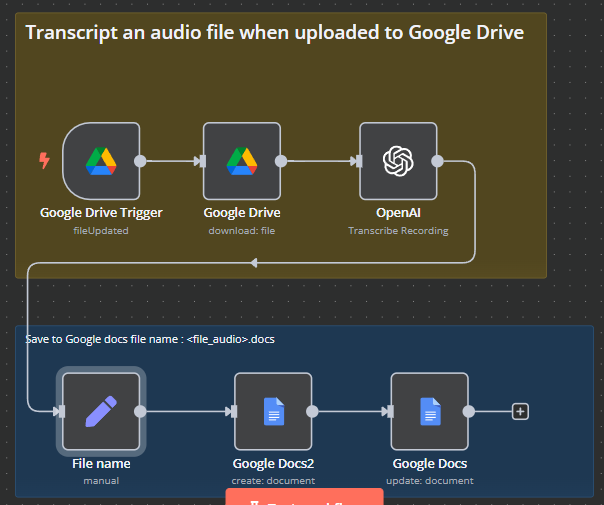 Transcript an audio file when uploaded to Google Drive
Google Drive Trigger
fileUpdated
Google Drive
download: file
OpenAI
Transcribe Recording
Save to Google docs file name : <file_audio>.docs
File name
manual
Google Docs2
create: document
Google Docs
update: document